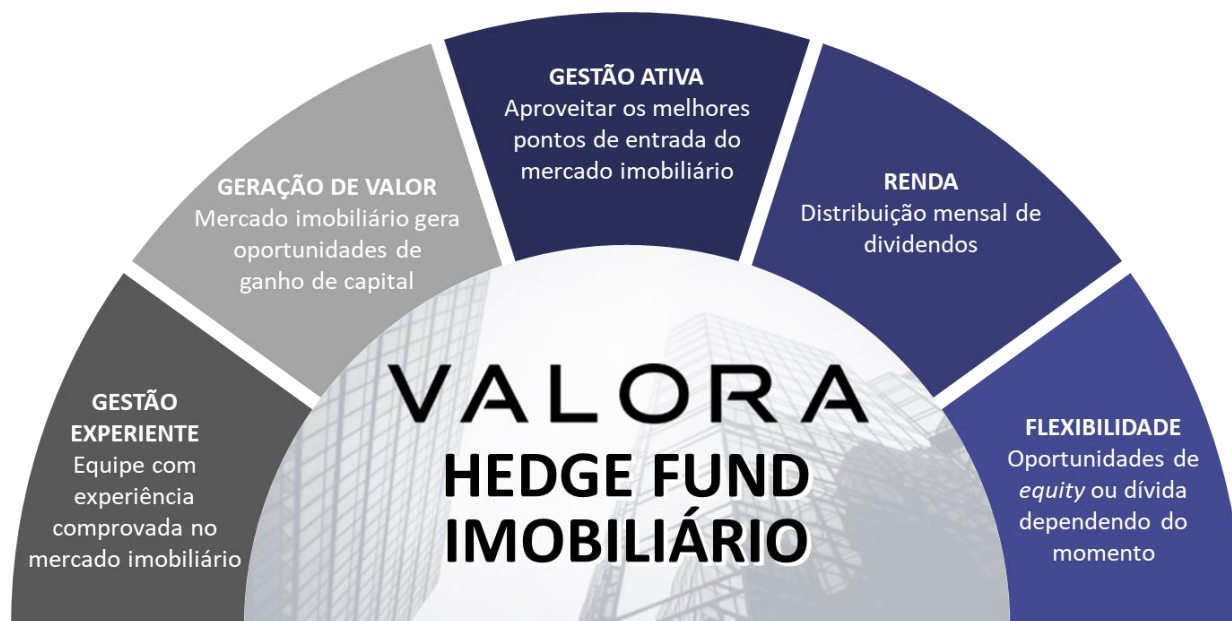 GESTÃO ATIVA
Aproveitar os melhores
pontos de entrada do
mercado imobiliário
GERAÇÃO DE VALOR
Mercado imobiliário gera
oportunidades de
ganho de capital
RENDA
Distribuição mensal de
dividendos
GESTÃO
EXPERIENTE
Equipe com
experiência
comprovada no
mercado imobiliário
FLEXIBILIDADE
Oportunidades de
equity ou dívida
dependendo do
momento
VALORA
HEDGE FUND
IMOBILIÁRIO